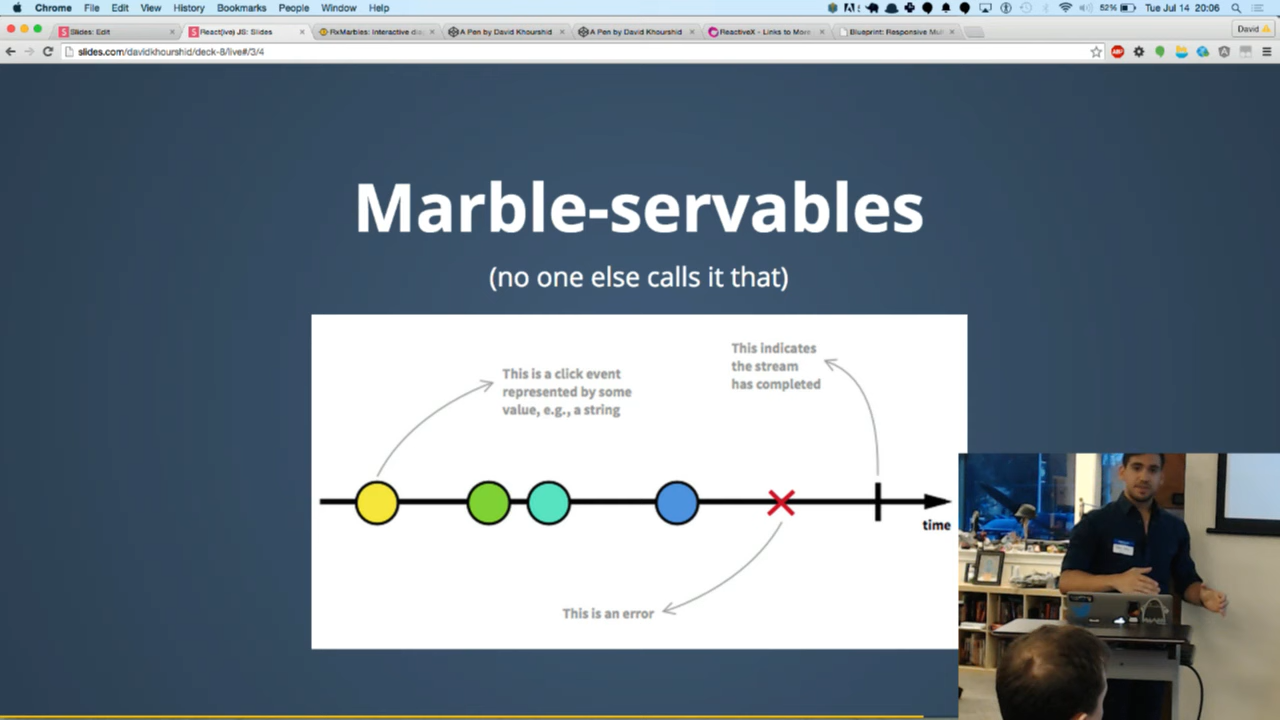 Chrome File Edit View History Bookmarks People Window Help 52% Tue Jul 14 20:06
Slides: Edit React(ive) JS: Slides RxMarbles: Interactive dia A Pen by David Khourshid A Pen by David Khourshid ReactiveX - Links to More Blueprint: Responsive Mul David
slides.com/davidkhourshid/deck-8/live#/3/4
Marble-servables
(no one else calls it that)
This is a click event
represented by some
value, e.g., a string
This indicates
the stream
has completed
time
This is an error